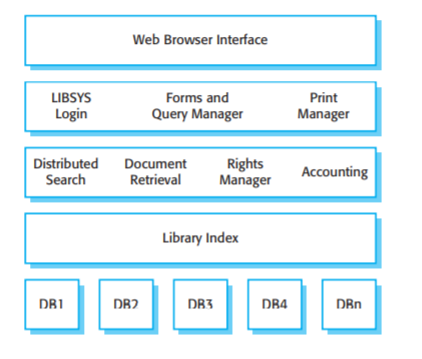 Web Browser Interface
LIBSYS Forms and Print
Login Query Manager Manager
Distributed Document Rights Accounting
Search Retrieval Manager
Library Index
DB1 DB2 DB3 DB4 DBn